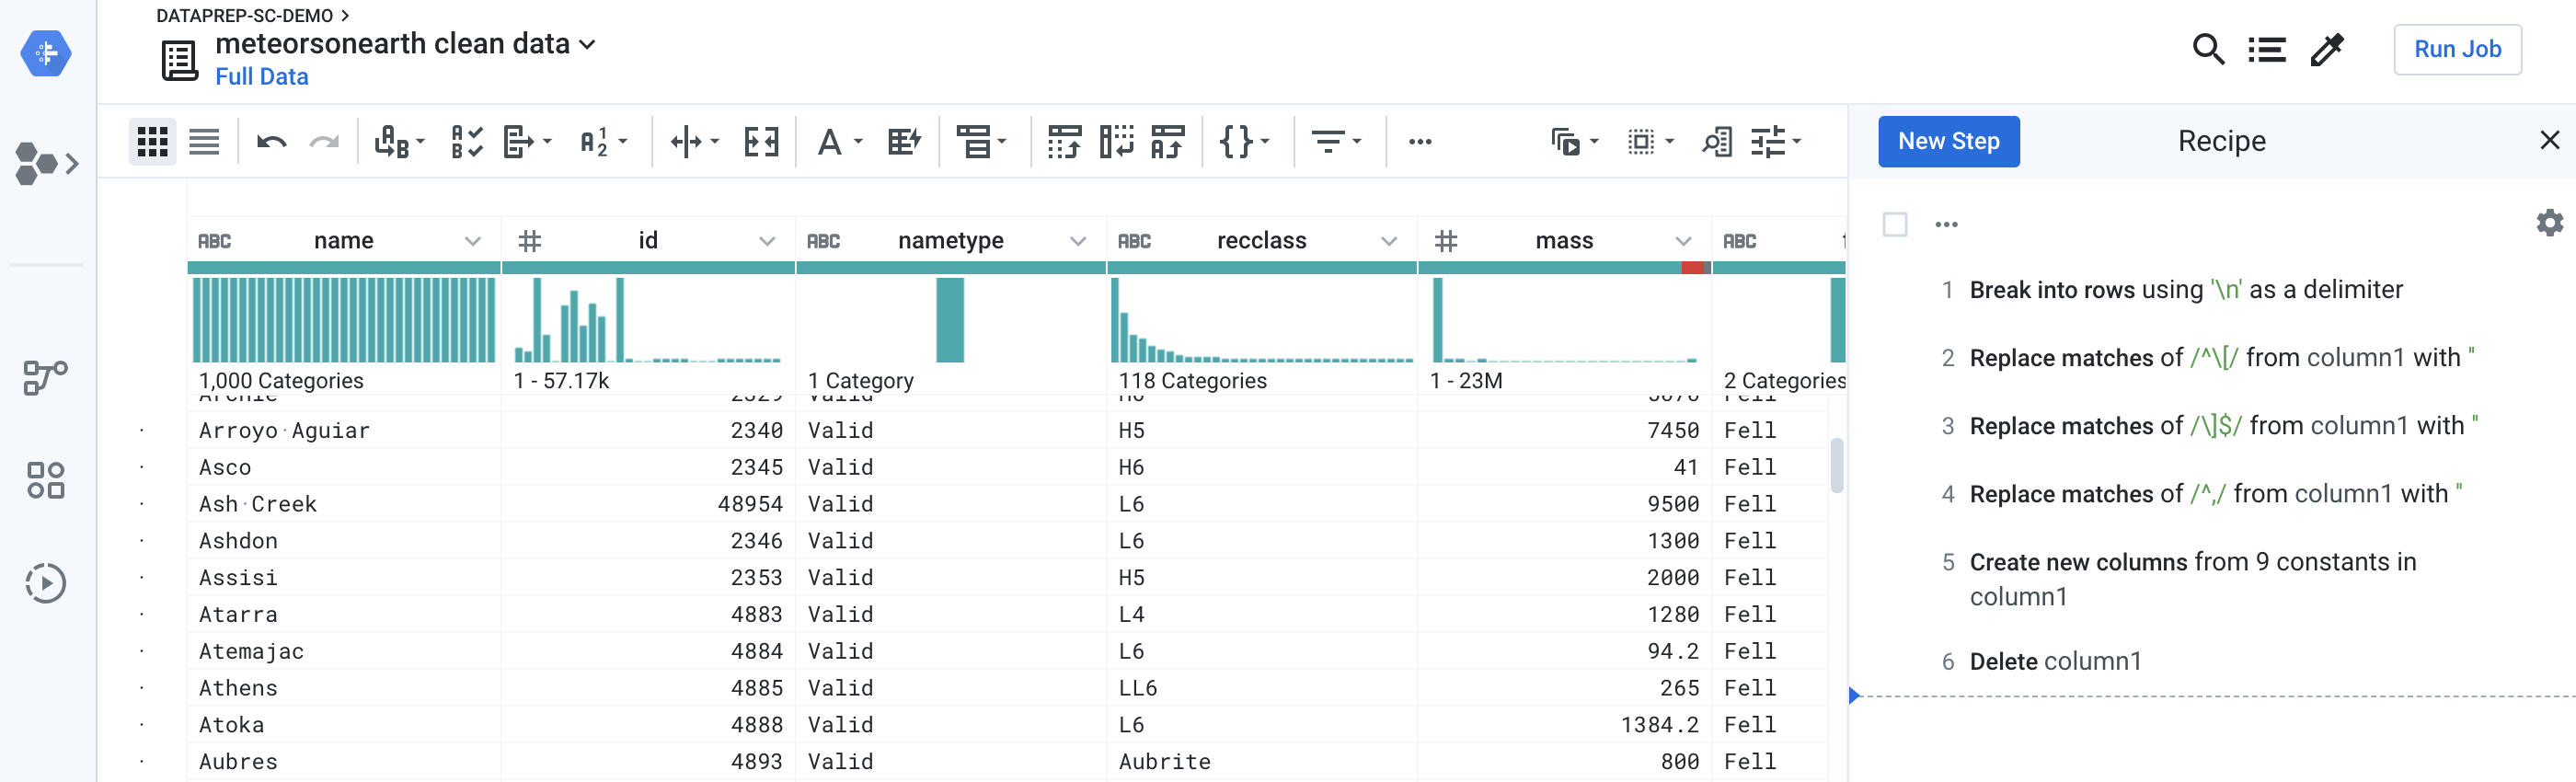 DATAPREP-SC-DEMO
meteorsonearth clean data
Full Data
Run Job
New Step
Recipe
ABC name
# id
ABC nametype
ABC recclass
# mass
ABC
1,000 Categories
1 - 57.17k
1 Category
118 Categories
1 - 23M
2 Categories
Arroyo·Aguiar 2340 Valid H5 7450 Fell
Asco 2345 Valid H6 41 Fell
Ash·Creek 48954 Valid L6 9500 Fell
Ashdon 2346 Valid L6 1300 Fell
Assisi 2353 Valid H5 2000 Fell
Atarra 4883 Valid L4 1280 Fell
Atemajac 4884 Valid L6 94.2 Fell
Athens 4885 Valid LL6 265 Fell
Atoka 4888 Valid L6 1384.2 Fell
Aubres 4893 Valid Aubrite 800 Fell
1 Break into rows using '\n' as a delimiter
2 Replace matches of /^\[/ from column1 with ''
3 Replace matches of /\]$/ from column1 with ''
4 Replace matches of /^,/ from column1 with ''
5 Create new columns from 9 constants in
column1
6 Delete column1